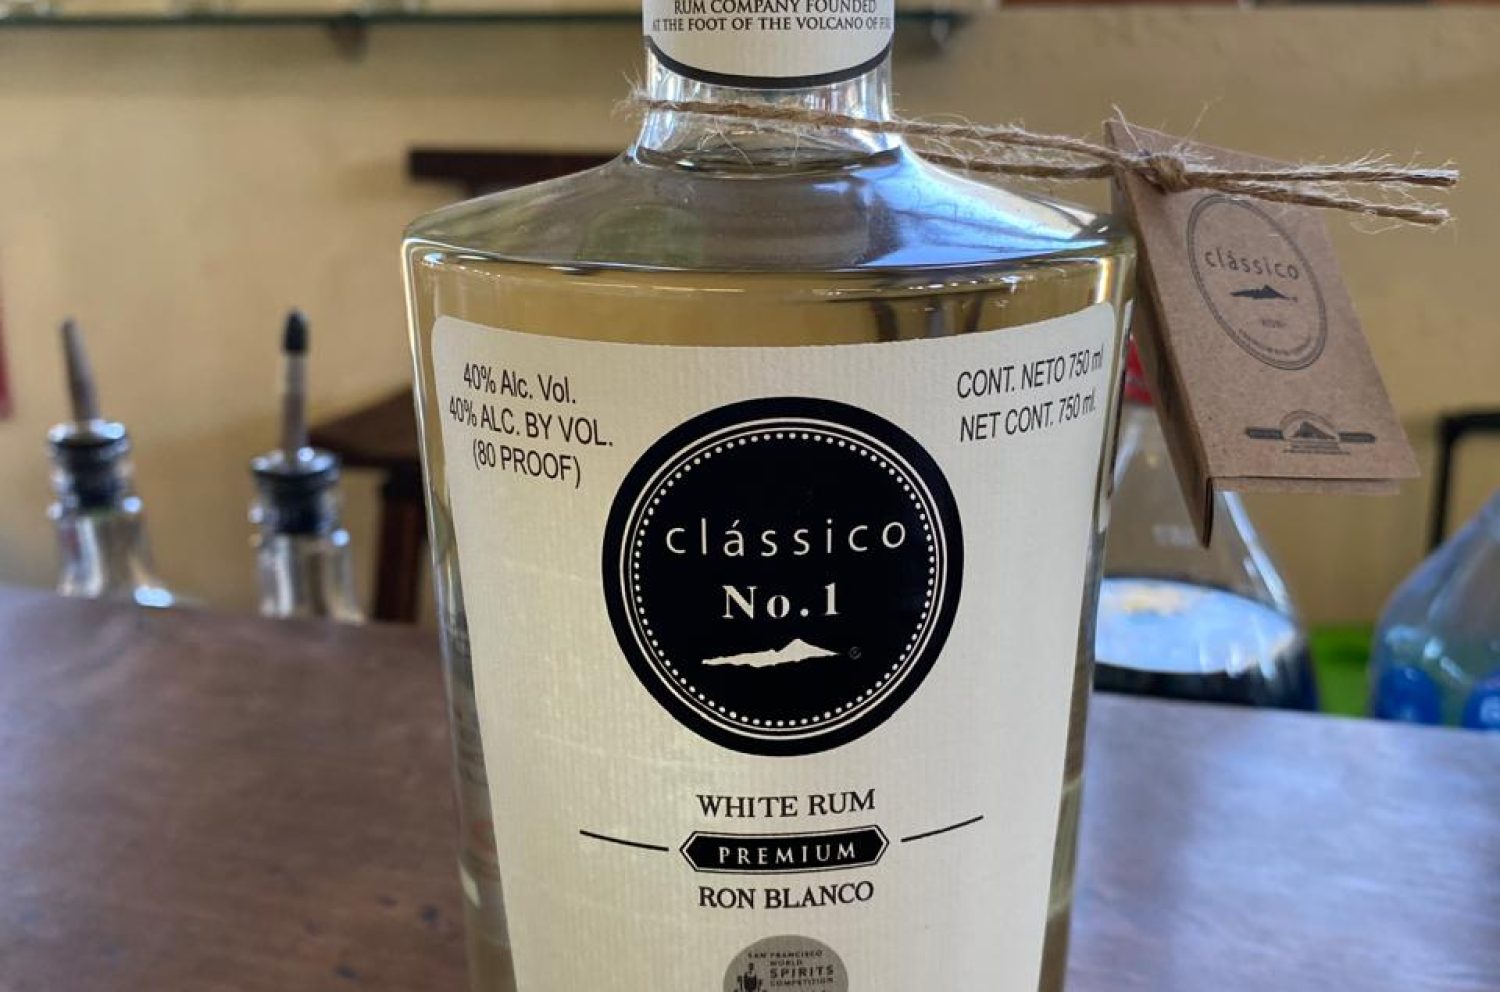 RUM COMPANY FOUNDED
AT THE FOOT OF THE VOLCANO OF
40% Alc. Vol.
40% ALC. BY VOL.
(80 PROOF)
CONT. NETO 750 ml
NET CONT. 750 ml.
clássico
No.1
WHITE RUM
PREMIUM
RON BLANCO
SAN FRANCISCO
WORLD
SPIRITS
COMPETITION
clássico